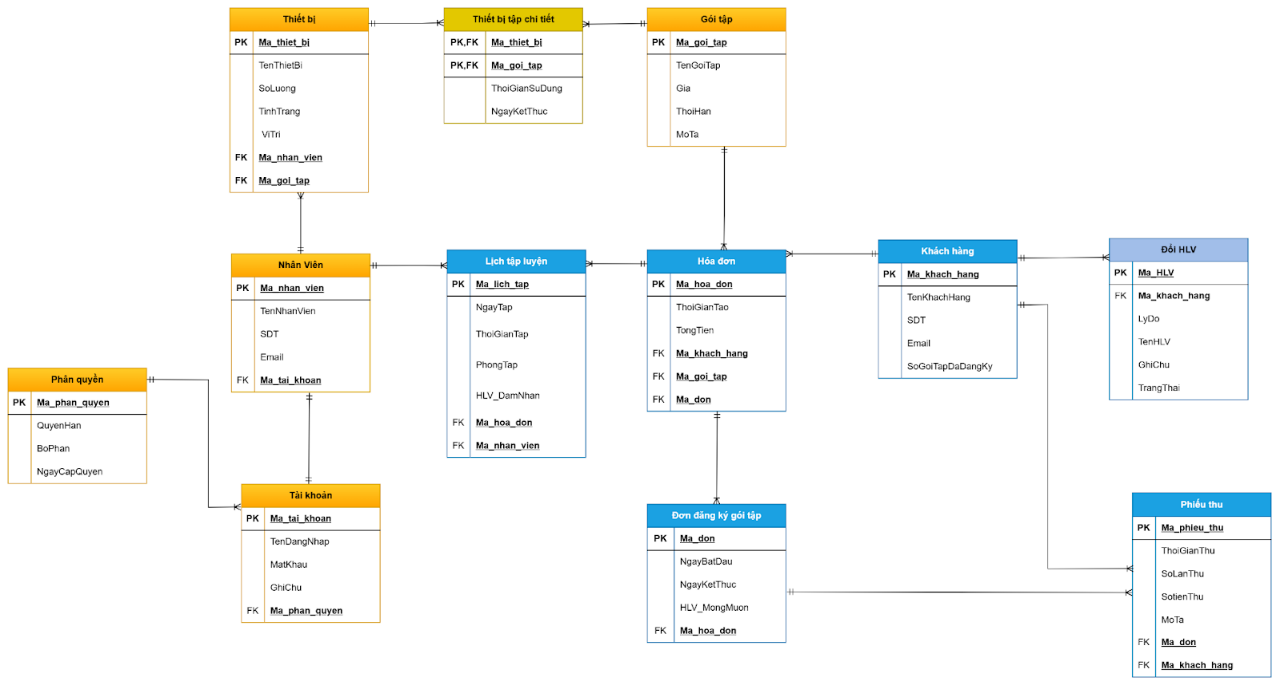 Thiết bị
PK Ma_thiet_bị
TenThietBi
SoLuong
TinhTrang
ViTri
FK Ma_nhan_vien
FK Ma_goi_tap
Thiết bị tập chi tiết
PK,FK Ma_thiet_bi
PK,FK Ma_goi_tap
ThoiGianSuDung
NgayKetThuc
Gói tập
PK Ma_goi_tap
TenGoiTap
Gia
ThoiHan
MoTa
Nhân Viên
PK Ma_nhan_vien
TenNhanVien
SDT
Email
FK Ma_tai_khoan
Lịch tập luyện
PK Ma_lich_tap
NgayTap
ThoiGianTap
PhongTap
HLV_DamNhan
FK Ma_hoa_don
FK Ma_nhan_vien
Hóa đơn
PK Ma_hoa_don
ThoiGianTao
TongTien
FK Ma_khach_hang
FK Ma_goi_tap
FK Ma_don
Khách hàng
PK Ma_khach_hang
TenKhachHang
SDT
Email
SoGoiTapDaDangKy
Đổi HLV
PK Ma_HLV
FK Ma_khach_hang
LyDo
TenHLV
GhiChu
TrangThai
Phân quyền
PK Ma_phan_quyen
QuyenHan
BoPhan
NgayCapQuyen
Tài khoản
PK Ma_tai_khoan
TenDangNhap
MatKhau
GhiChu
FK Ma_phan_quyen
Đơn đăng ký gói tập
PK Ma_don
NgayBatDau
NgayKetThuc
HLV_MongMuon
FK Ma_hoa_don
Phiếu thu
PK Ma_phieu_thu
ThoiGianThu
SoLanThu
SotienThu
MoTa
FK Ma_don
FK Ma_khach_hang